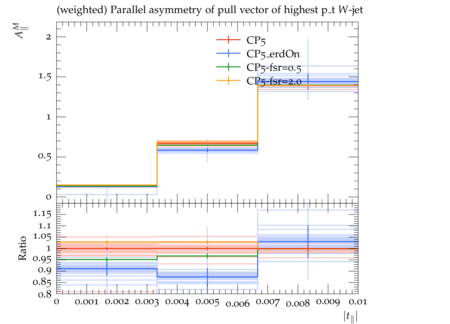 (weighted) Parallel asymmetry of pull vector of highest p_t W-jet
A^M_∥
2
1.5
1
0.5
0
CP5
CP5_erdOn
CP5-fsr=0.5
CP5-fsr=2.0
Ratio
1.15
1.1
1.05
1.0
0.95
0.9
0.85
0.8
0 0.001 0.002 0.003 0.004 0.005 0.006 0.007 0.008 0.009 0.01
|t_∥|